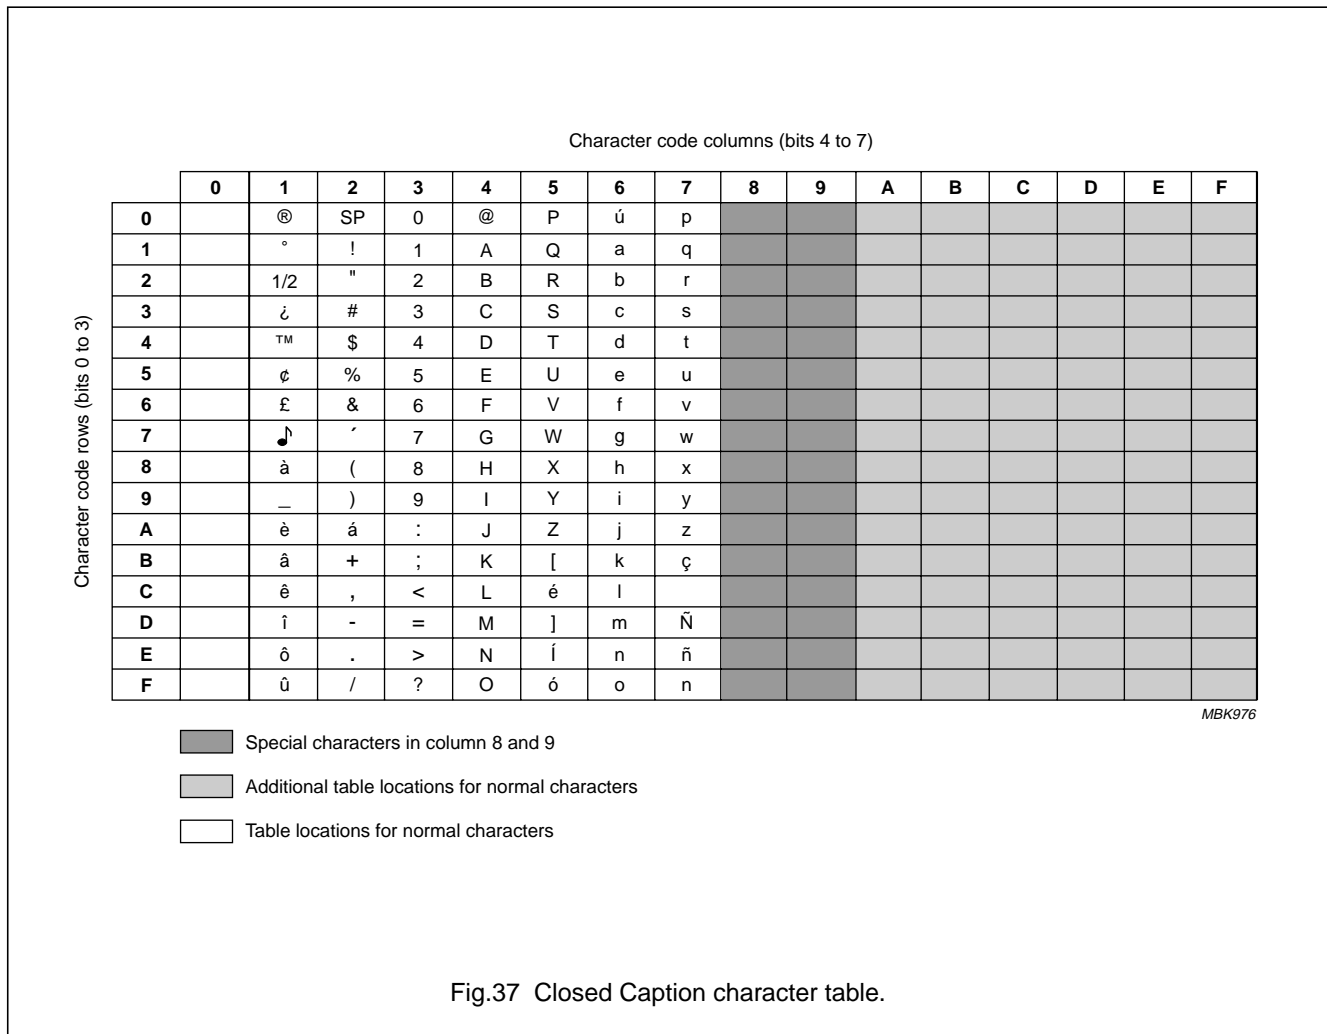 Character code columns (bits 4 to 7)
0 1 2 3 4 5 6 7 8 9 A B C D E F
Character code rows (bits 0 to 3)
0 ® SP 0 @ P ú p
1 ° ! 1 A Q a q
2 1/2 " 2 B R b r
3 ¿ # 3 C S c s
4 ™ $ 4 D T d t
5 ¢ % 5 E U e u
6 £ & 6 F V f v
7 ♪ ´ 7 G W g w
8 à ( 8 H X h x
9 _ ) 9 I Y i y
A è á : J Z j z
B â + ; K [ k ç
C ê , < L é l
D î - = M ] m Ñ
E ô . > N Í n ñ
F û / ? O ó o n
MBK976
Special characters in column 8 and 9
Additional table locations for normal characters
Table locations for normal characters
Fig.37 Closed Caption character table.